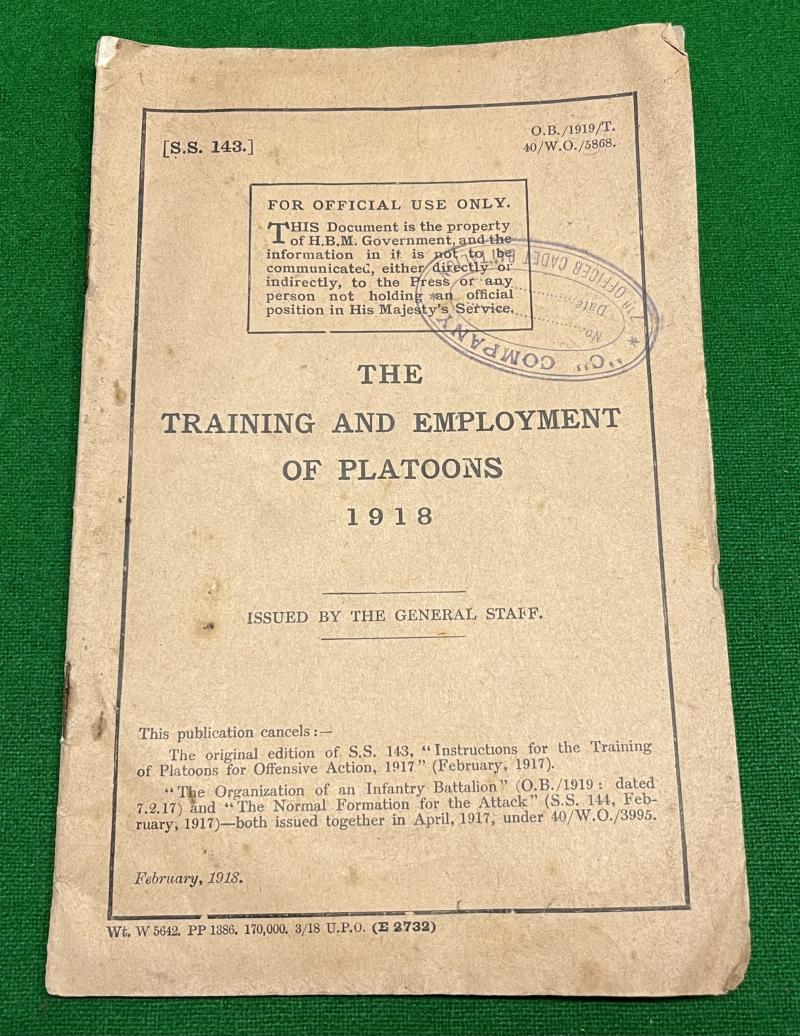 [S.S. 143.]
O.B./1919/T.
40/W.O./5868.
FOR OFFICIAL USE ONLY.
THIS Document is the property
of H.B.M. Government, and the
information in it is not to be
communicated, either directly or
indirectly, to the Press or any
person not holding an official
position in His Majesty's Service.
"C" COMPANY
7TH OFFICER CADET BATTALION
No.
Date
THE
TRAINING AND EMPLOYMENT
OF PLATOONS
1918
ISSUED BY THE GENERAL STAFF.
This publication cancels:—
The original edition of S.S. 143, "Instructions for the Training
of Platoons for Offensive Action, 1917" (February, 1917).
"The Organization of an Infantry Battalion" (O.B./1919: dated
7.2.17) and "The Normal Formation for the Attack" (S.S. 144, Feb-
ruary, 1917)—both issued together in April, 1917, under 40/W.O./3995.
February, 1918.
Wt. W 5642. PP 1386. 170,000. 3/18 U.P.O. (E 2732)